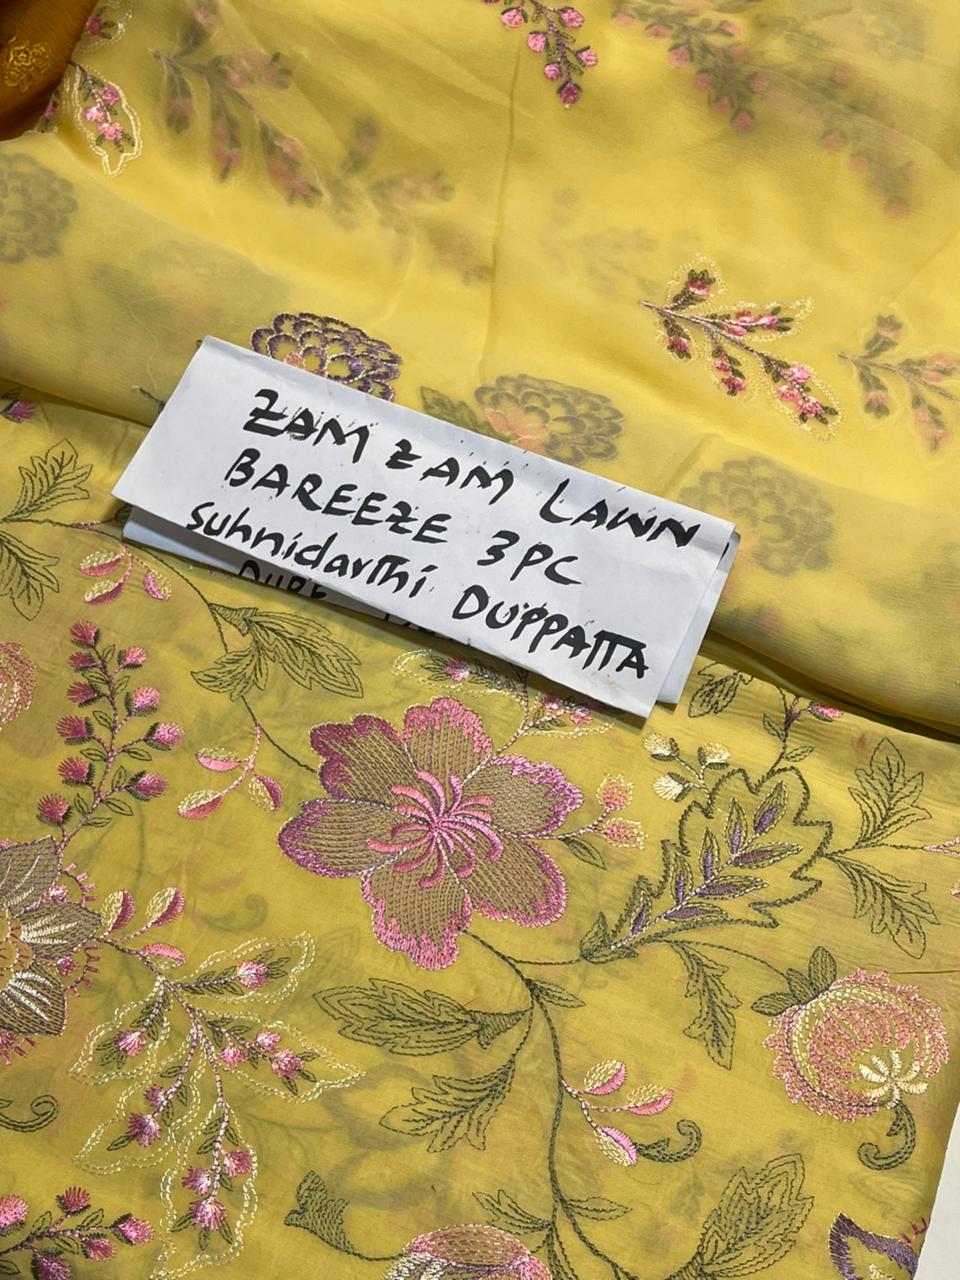 ZAM ZAM LAWN
BAREEZE 3PC
suhnidarthi DUPPATTA